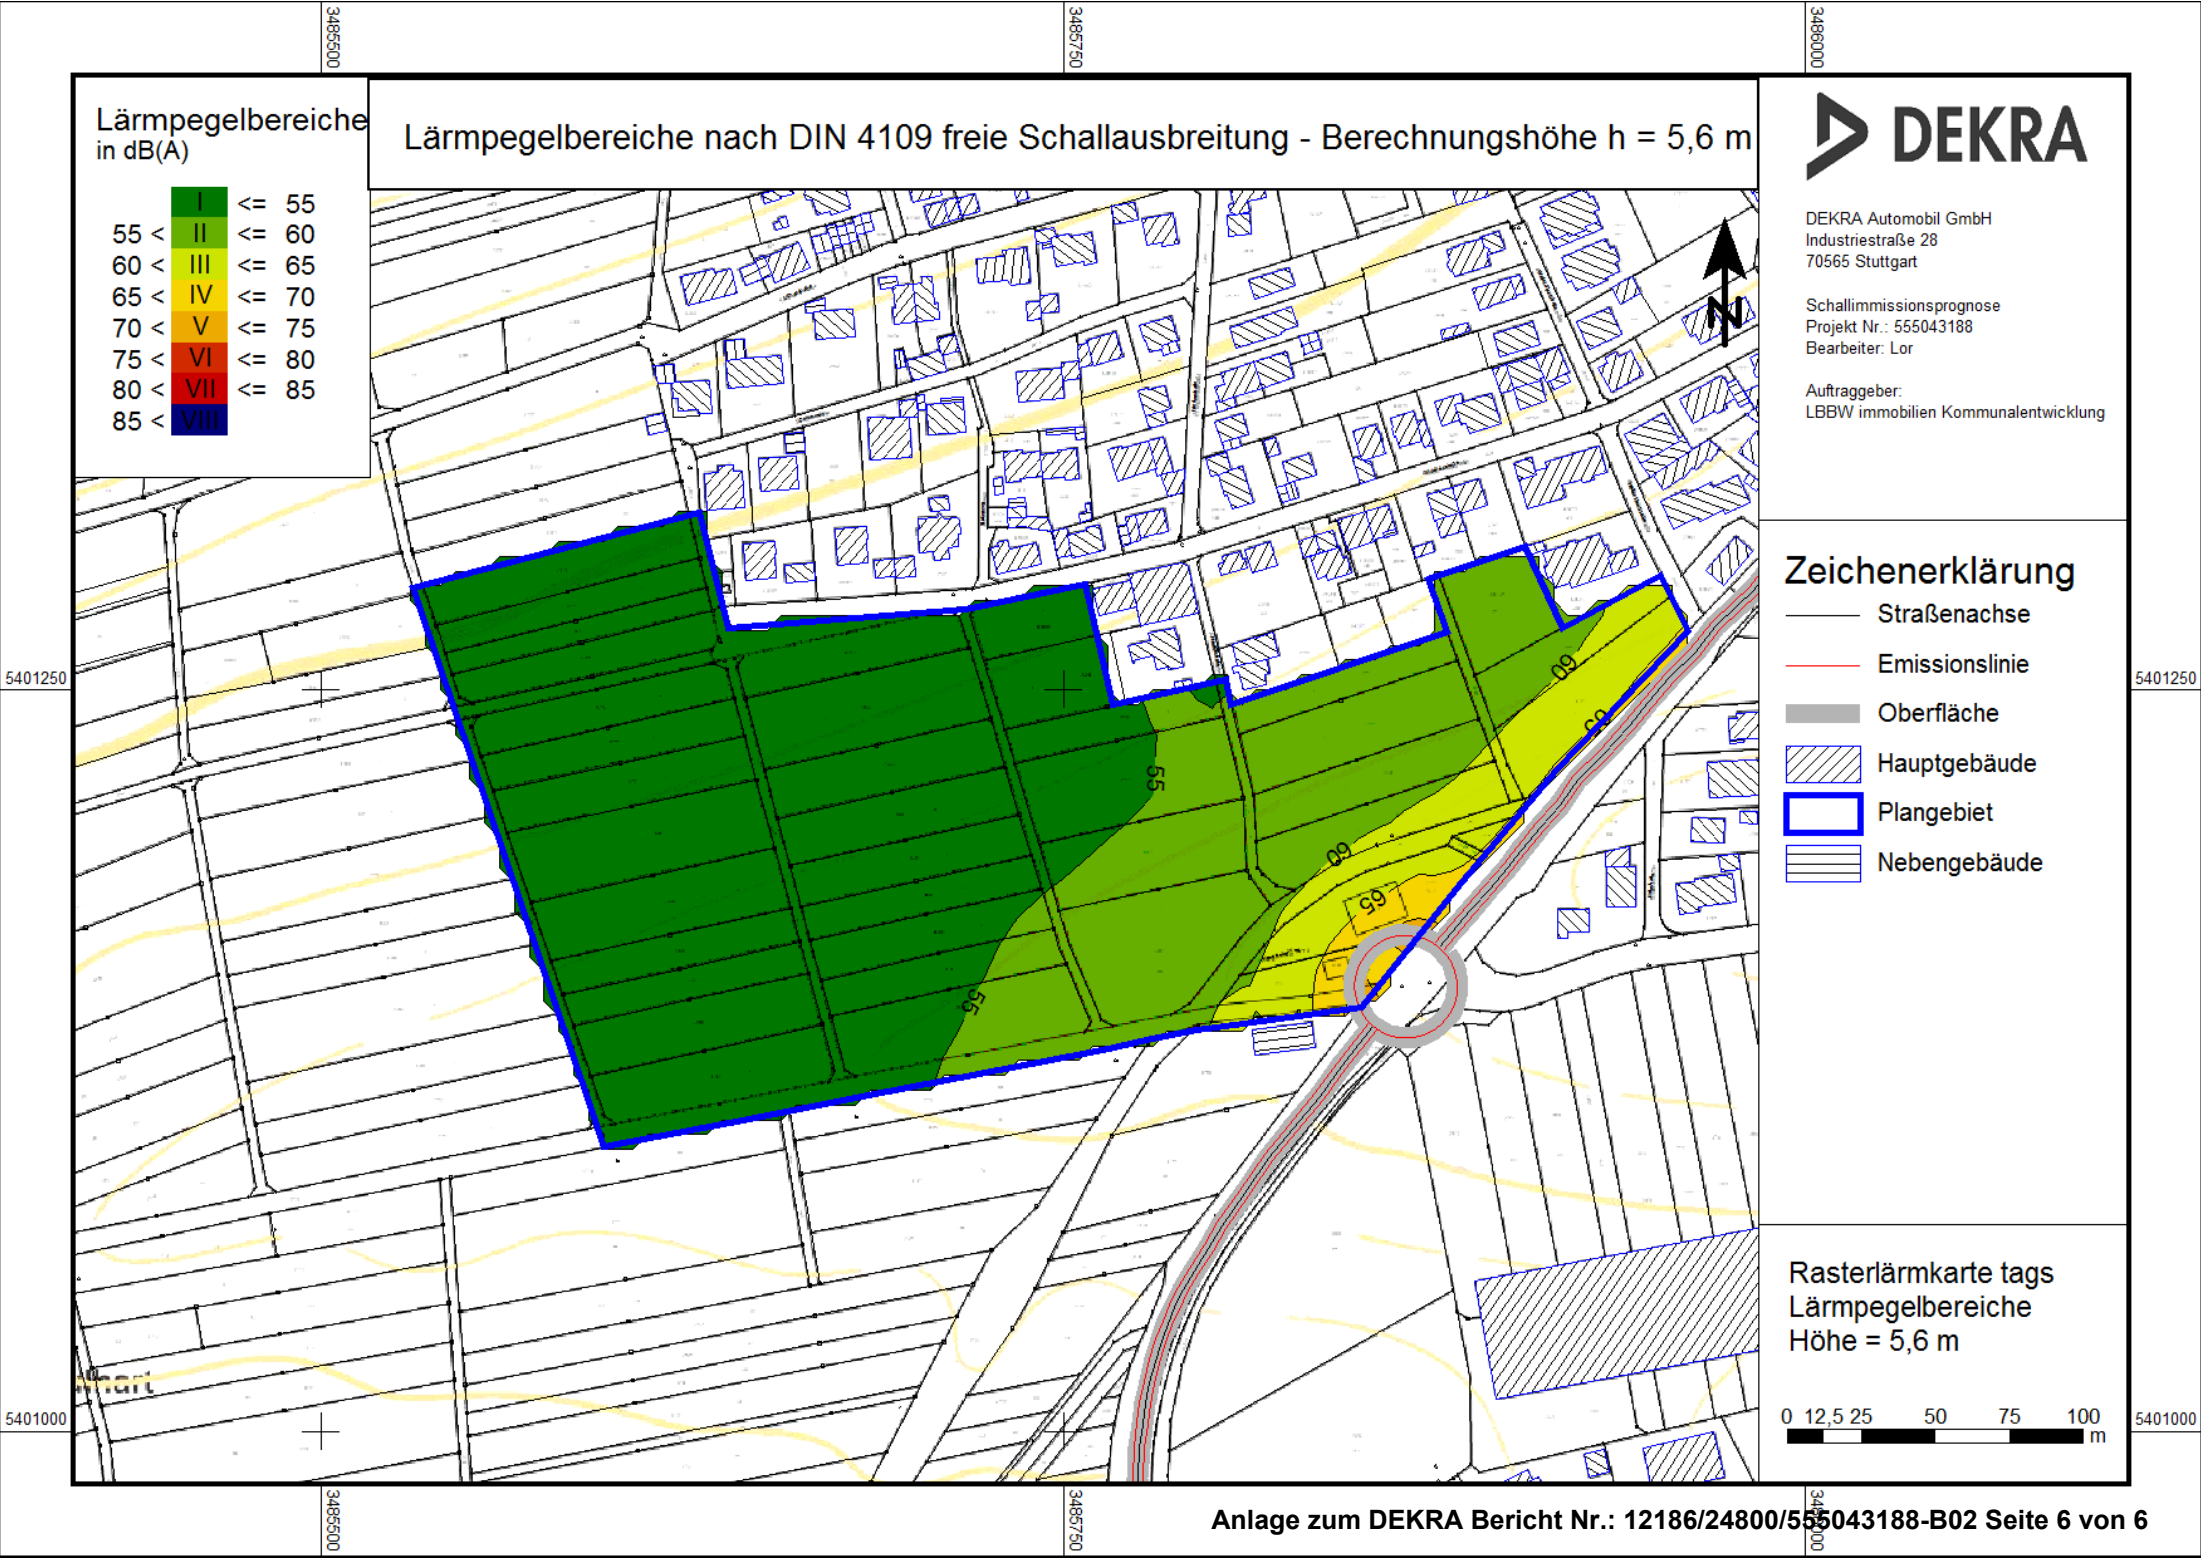 3485500
3485750
3486000
Lärmpegelbereiche
in dB(A)
I <= 55
55 < II <= 60
60 < III <= 65
65 < IV <= 70
70 < V <= 75
75 < VI <= 80
80 < VII <= 85
85 < VIII
Lärmpegelbereiche nach DIN 4109 freie Schallausbreitung - Berechnungshöhe h = 5,6 m
DEKRA
DEKRA Automobil GmbH
Industriestraße 28
70565 Stuttgart
Schallimmissionsprognose
Projekt Nr.: 555043188
Bearbeiter: Lor
Auftraggeber:
LBBW immobilien Kommunalentwicklung
N
Zeichenerklärung
Straßenachse
Emissionslinie
Oberfläche
Hauptgebäude
Plangebiet
Nebengebäude
5401250
5401250
60
65
55
60
65
55
Rasterlärmkarte tags
Lärmpegelbereiche
Höhe = 5,6 m
0 12,5 25 50 75 100
m
5401000
5401000
3485500
3485750
3486000
Anlage zum DEKRA Bericht Nr.: 12186/24800/555043188-B02 Seite 6 von 6